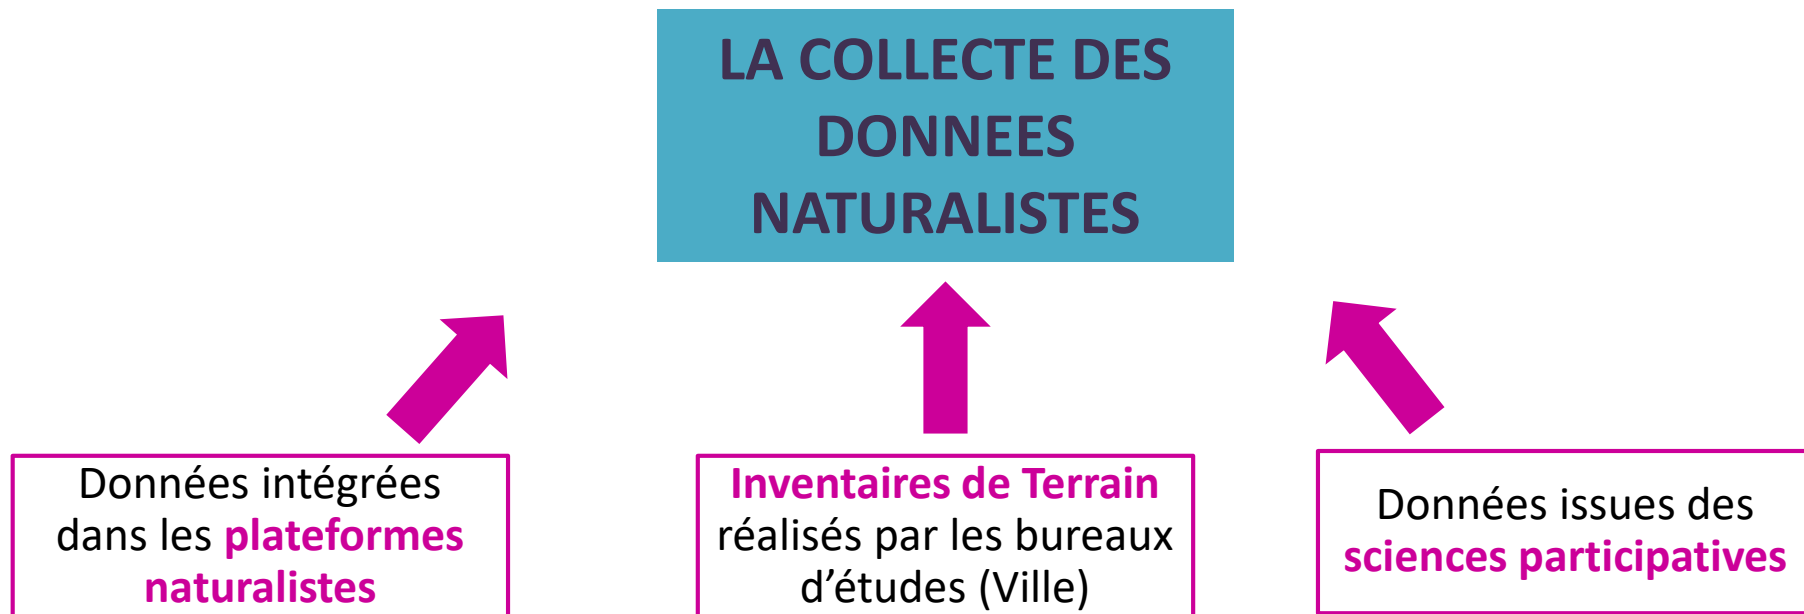 LA COLLECTE DES
DONNEES
NATURALISTES
Données intégrées
dans les plateformes
naturalistes
Inventaires de Terrain
réalisés par les bureaux
d’études (Ville)
Données issues des
sciences participatives